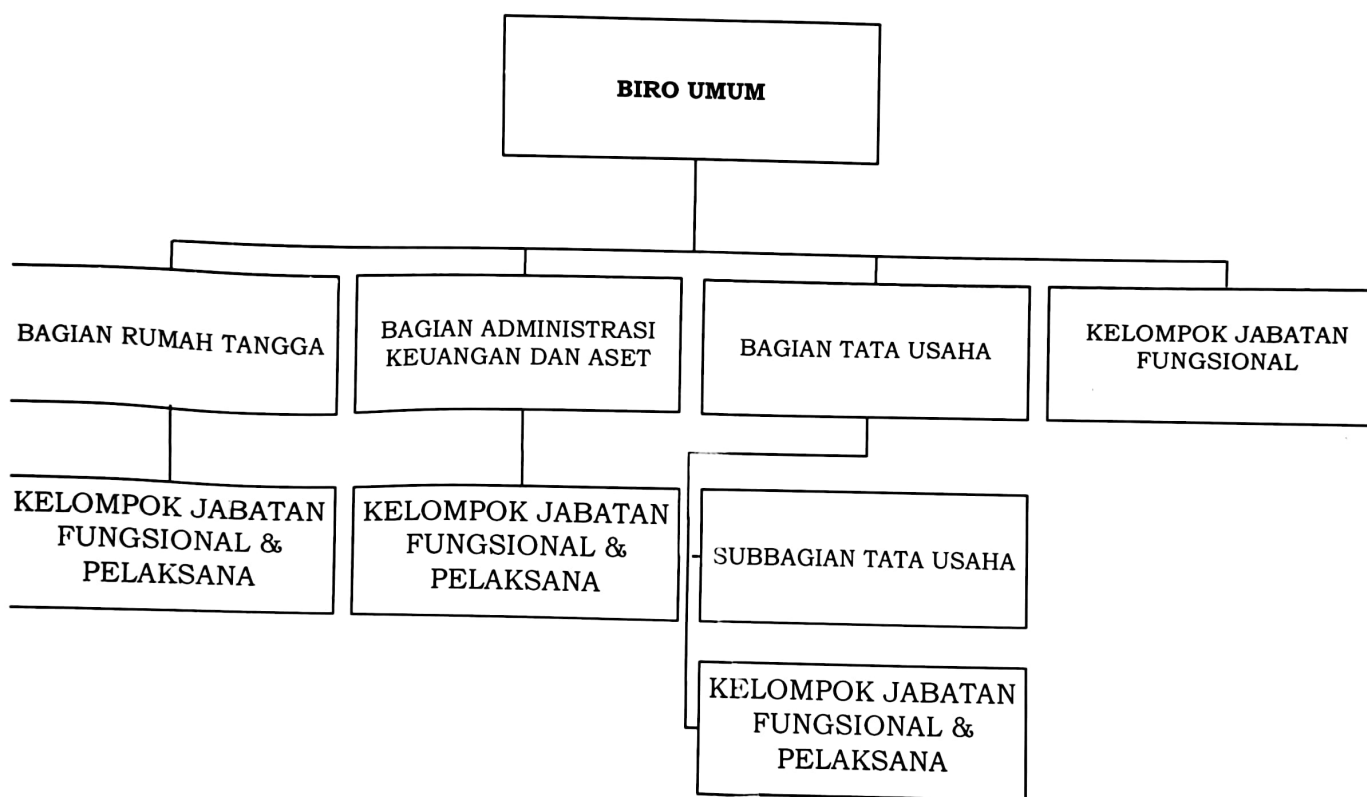 BIRO UMUM
BAGIAN RUMAH TANGGA
BAGIAN ADMINISTRASI
KEUANGAN DAN ASET
BAGIAN TATA USAHA
KELOMPOK JABATAN
FUNGSIONAL
KELOMPOK JABATAN
FUNGSIONAL &
PELAKSANA
KELOMPOK JABATAN
FUNGSIONAL &
PELAKSANA
SUBBAGIAN TATA USAHA
KELOMPOK JABATAN
FUNGSIONAL &
PELAKSANA